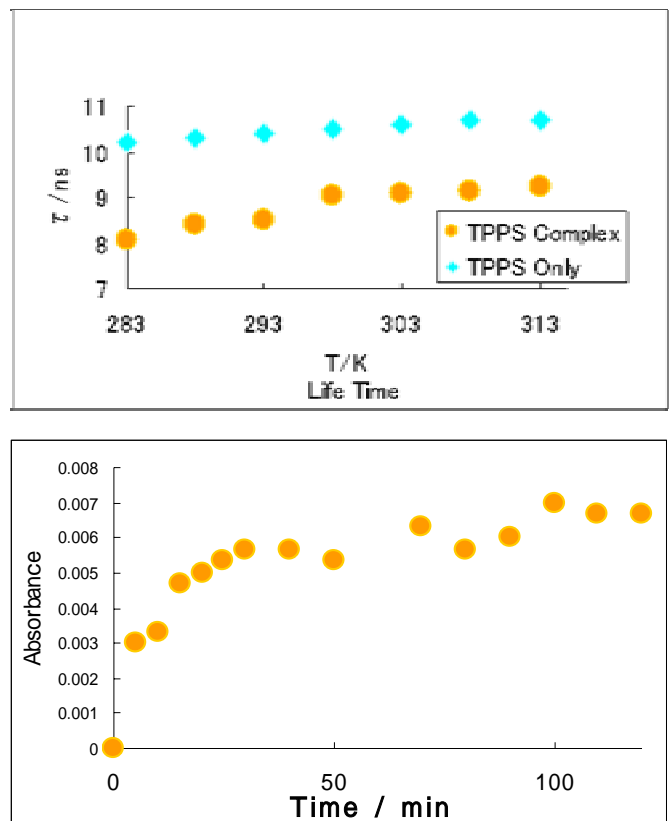 11
10
9
8
7
τ /ns
TPPS Complex
TPPS Only
283 293 303 313
T/K
Life Time
0.008
0.007
0.006
0.005
0.004
0.003
0.002
0.001
0
Absorbance
0 50 100
Time / min